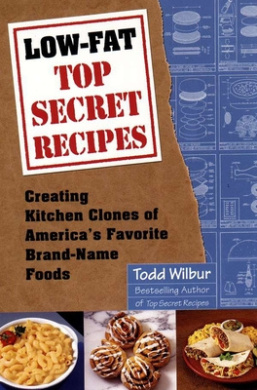 LOW-FAT
TOP
SECRET
RECIPES
Creating
Kitchen Clones of
America's Favorite
Brand-Name
Foods
Todd Wilbur
Bestselling Author
of Top Secret Recipes